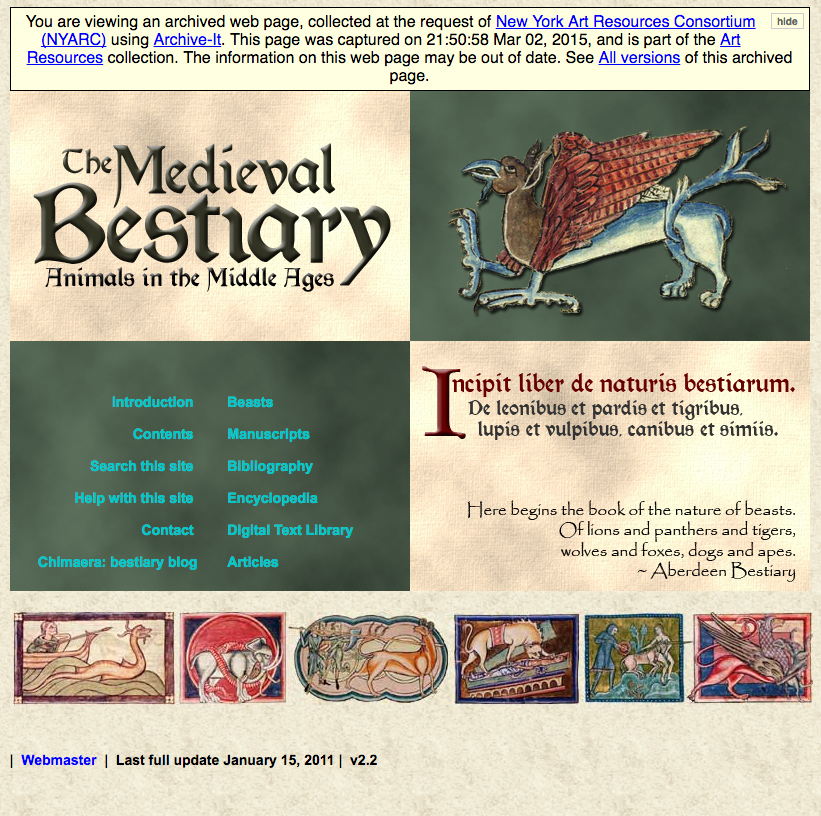 You are viewing an archived web page, collected at the request of New York Art Resources Consortium
(NYARC) using Archive-It. This page was captured on 21:50:58 Mar 02, 2015, and is part of the Art
Resources collection. The information on this web page may be out of date. See All versions of this archived
page.
hide
The Medieval
Bestiary
Animals in the Middle Ages
Introduction
Contents
Search this site
Help with this site
Contact
Chimaera: bestiary blog
Beasts
Manuscripts
Bibliography
Encyclopedia
Digital Text Library
Articles
Incipit liber de naturis bestiarum.
De leonibus et pardis et tigribus,
lupis et vulpibus, canibus et simiis.
Here begins the book of the nature of beasts.
Of lions and panthers and tigers,
wolves and foxes, dogs and apes.
~ Aberdeen Bestiary
| Webmaster | Last full update January 15, 2011 | v2.2